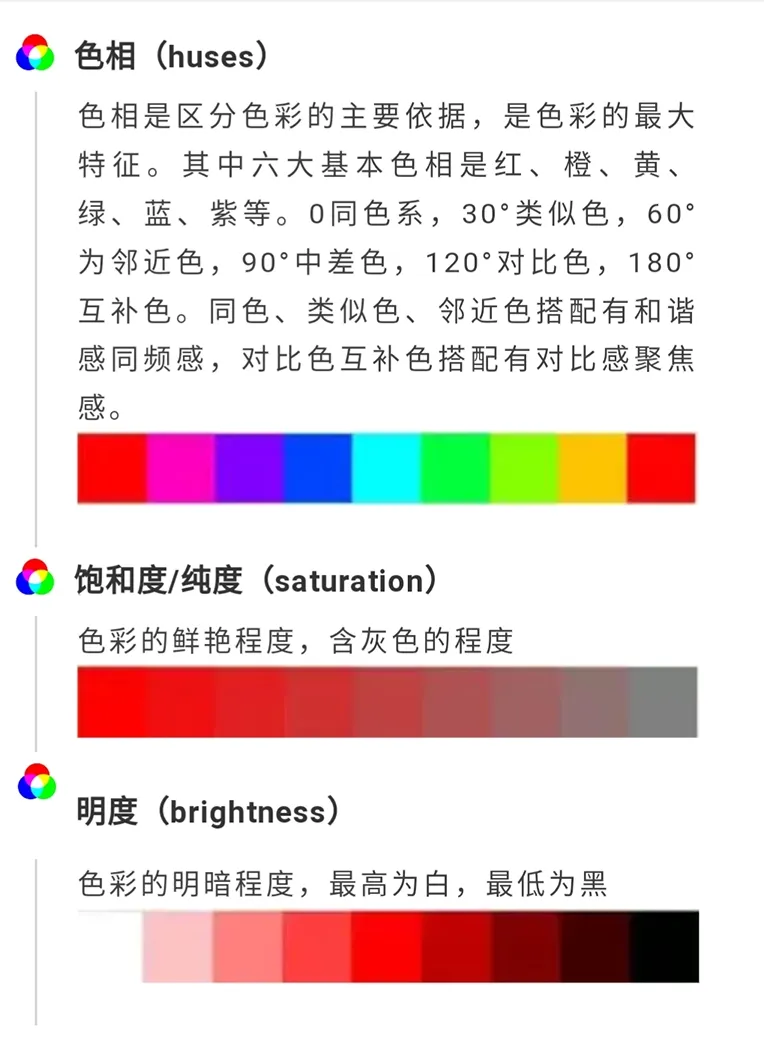 色相（huses）
色相是区分色彩的主要依据，是色彩的最大
特征。其中六大基本色相是红、橙、黄、
绿、蓝、紫等。0同色系，30°类似色，60°
为邻近色，90°中差色，120°对比色，180°
互补色。同色、类似色、邻近色搭配有和谐
感同频感，对比色互补色搭配有对比感聚焦
感。
饱和度/纯度（saturation）
色彩的鲜艳程度，含灰色的程度
明度（brightness）
色彩的明暗程度，最高为白，最低为黑